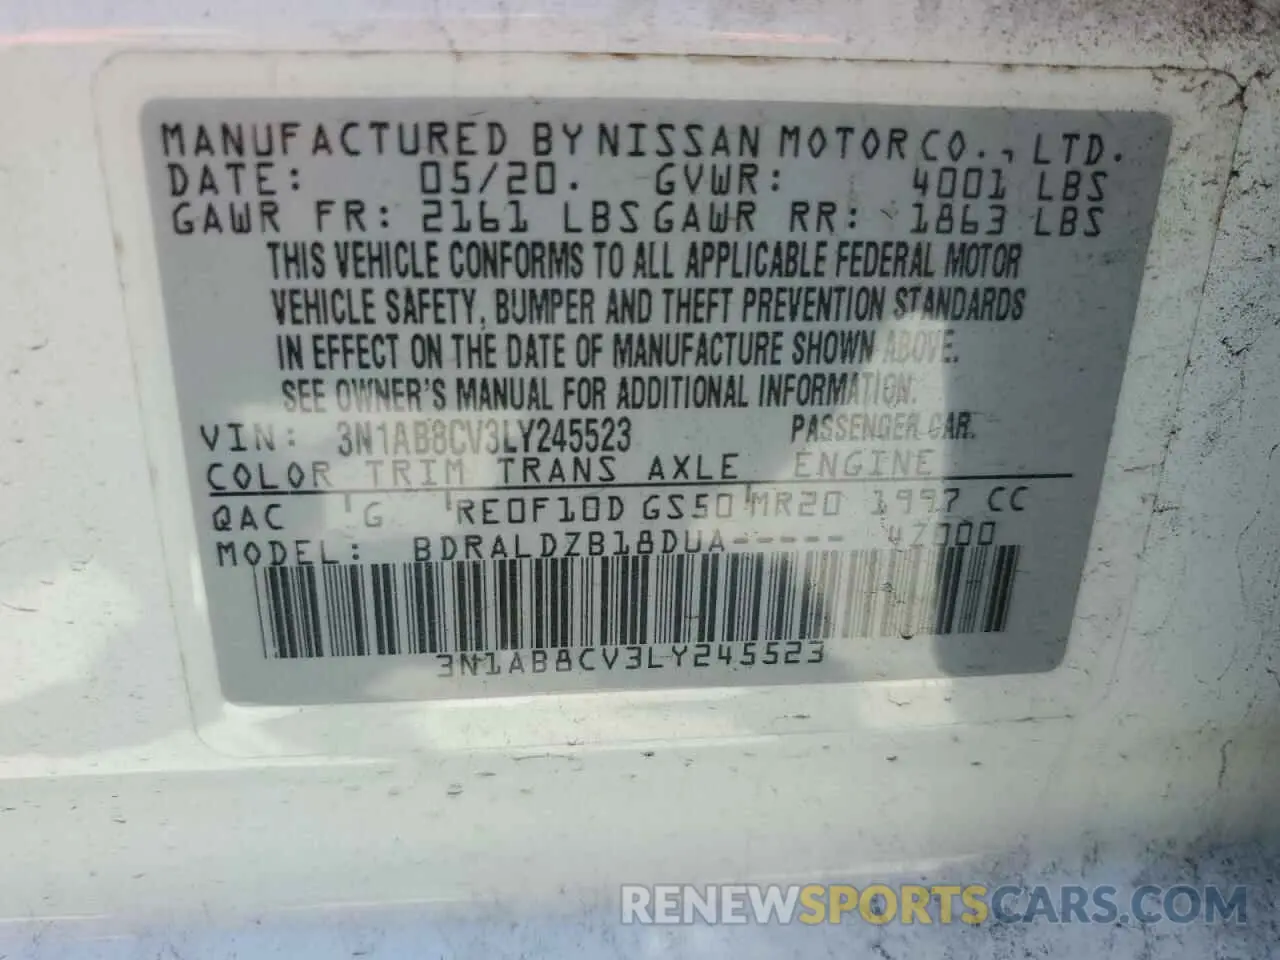 MANUFACTURED BY NISSAN MOTOR CO., LTD.
DATE: 05/20. GVWR: 4001 LBS
GAWR FR: 2161 LBS GAWR RR: 1863 LBS
THIS VEHICLE CONFORMS TO ALL APPLICABLE FEDERAL MOTOR
VEHICLE SAFETY, BUMPER AND THEFT PREVENTION STANDARDS
IN EFFECT ON THE DATE OF MANUFACTURE SHOWN ABOVE.
SEE OWNER'S MANUAL FOR ADDITIONAL INFORMATION.
VIN: 3N1AB8CV3LY245523 PASSENGER CAR.
COLOR TRIM TRANS AXLE ENGINE
QAC G RE0F10D GS50 MR20 1997 CC
MODEL: BDRALDZB18DUA----- 47000
3N1AB8CV3LY245523
RENEWSPORTSCARS.COM